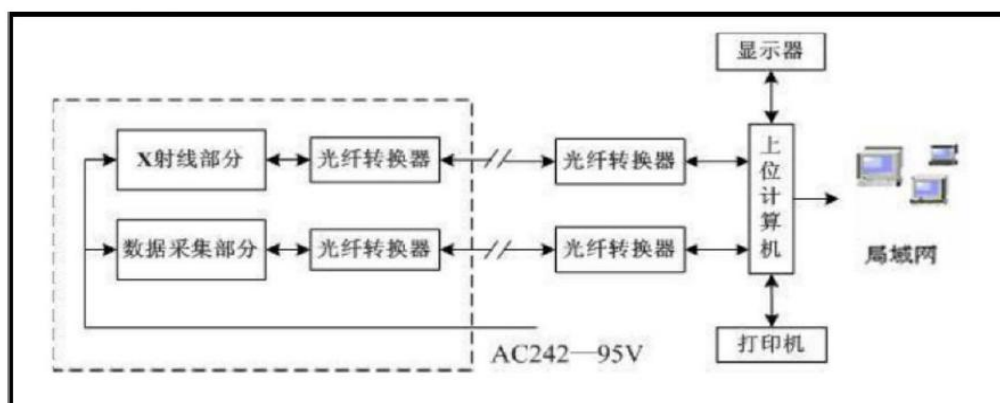 显示器
X射线部分
光纤转换器
光纤转换器
上位计算机
数据采集部分
光纤转换器
光纤转换器
局域网
AC242—95V
打印机